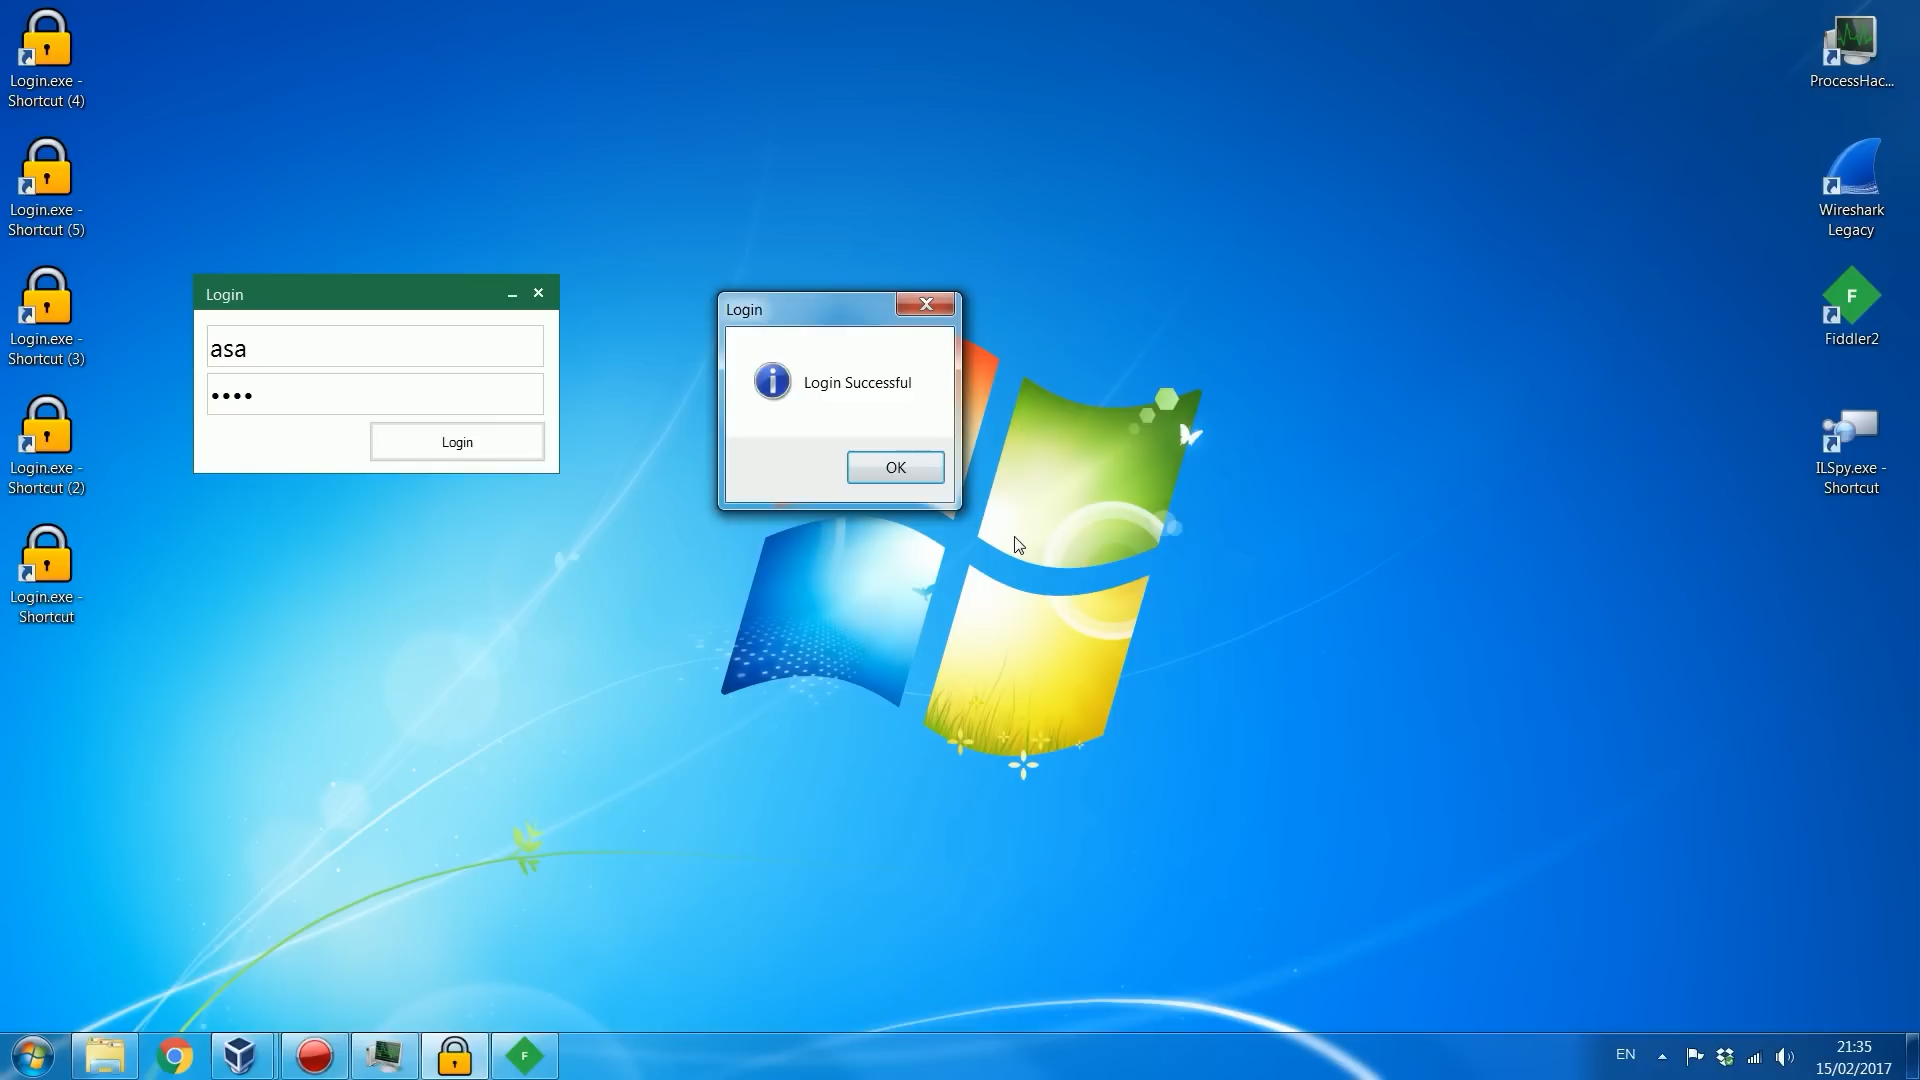 Login.exe -
Shortcut (4)
Login.exe -
Shortcut (5)
Login.exe -
Shortcut (3)
Login.exe -
Shortcut (2)
Login.exe -
Shortcut
Login
asa
Login
Login
Login Successful
OK
ProcessHac...
Wireshark
Legacy
F
Fiddler2
ILSpy.exe -
Shortcut
F
EN
21:35
15/02/2017